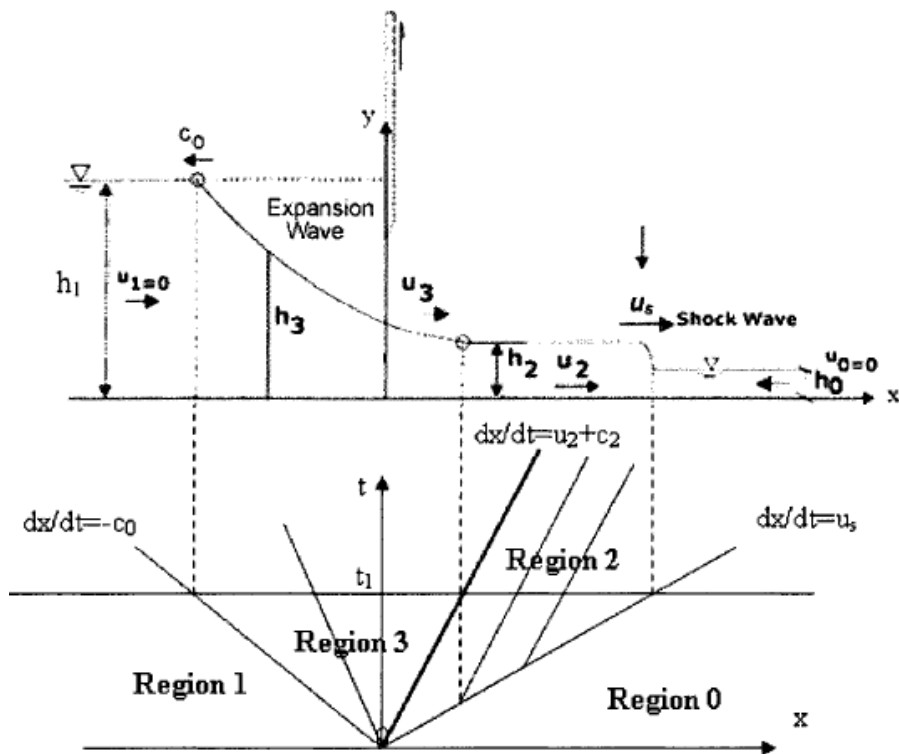 y
c₀
Expansion
Wave
h₁
u₁₌₀
u₃
h₃
uₛ
Shock Wave
h₂
u₂
u₀₌₀
h₀
x
dx/dt=u₂+c₂
t
dx/dt=-c₀
dx/dt=uₛ
Region 2
t₁
Region 3
Region 1
Region 0
x